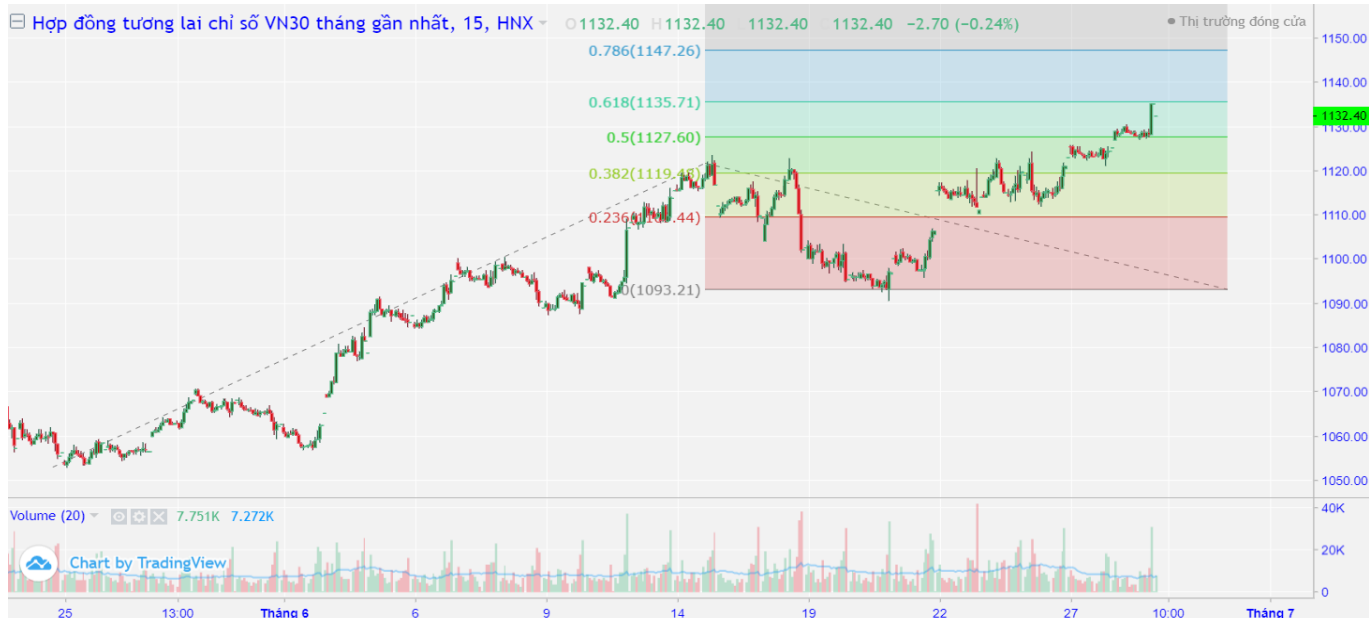 Hợp đồng tương lai chỉ số VN30 tháng gần nhất, 15, HNX O1132.40 H1132.40 1132.40 1132.40 −2.70 (−0.24%)
Thị trường đóng cửa
1150.00
0.786(1147.26)
1140.00
0.618(1135.71)
1132.40
1130.00
0.5(1127.60)
1120.00
0.382(1119.
1110.00
0.236(
.44)
1100.00
0(1093.21)
1090.00
1080.00
1070.00
1060.00
1050.00
Volume (20) 7.751K 7.272K
40K
20K
0
Chart by TradingView
25 13:00 Tháng 6 6 9 14 19 22 27 10:00 Tháng 7